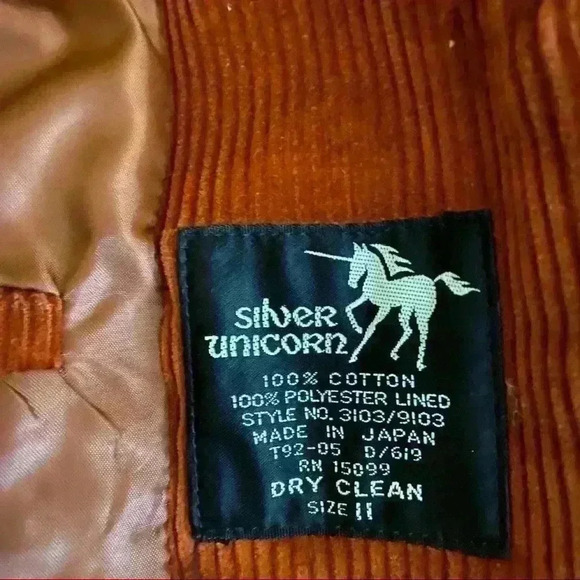 silver
unicorn
100% COTTON
100% POLYESTER LINED
STYLE NO. 3103/9103
MADE IN JAPAN
T92-05 D/619
RN 15099
DRY CLEAN
SIZE 11